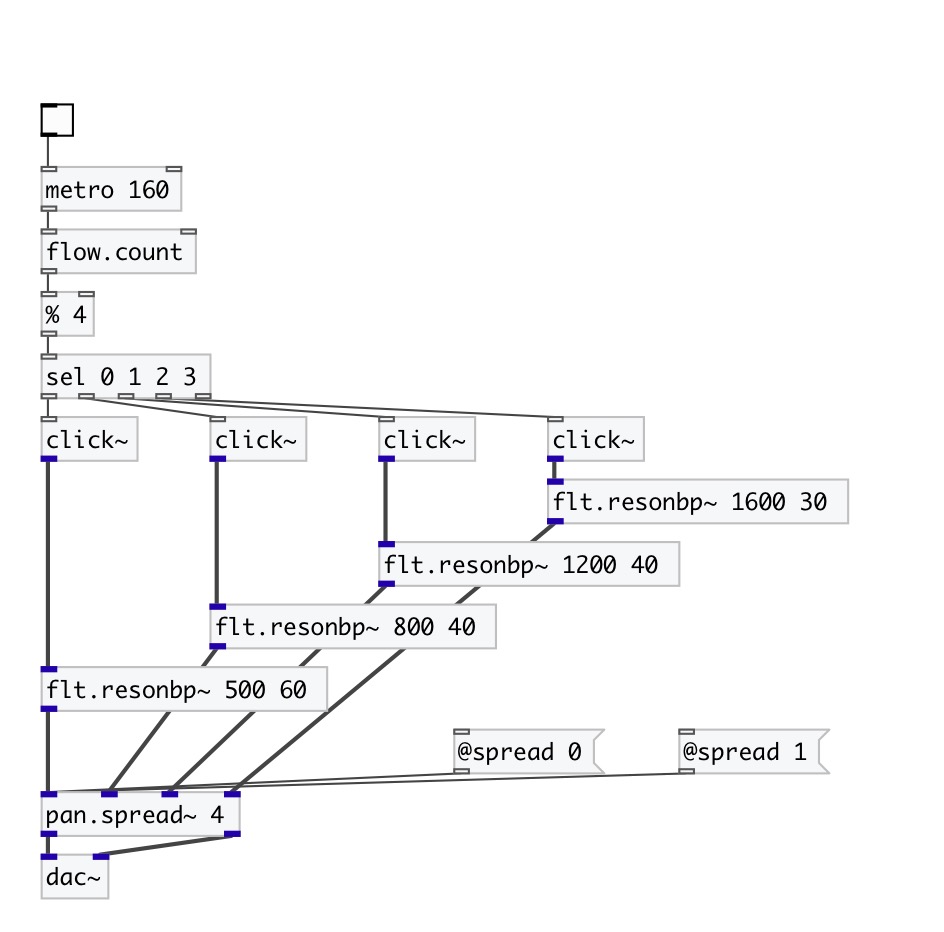 metro 160
flow.count
% 4
sel 0 1 2 3
click~ click~ click~ click~
flt.resonbp~ 1600 30
flt.resonbp~ 1200 40
flt.resonbp~ 800 40
flt.resonbp~ 500 60
@spread 0 @spread 1
pan.spread~ 4
dac~